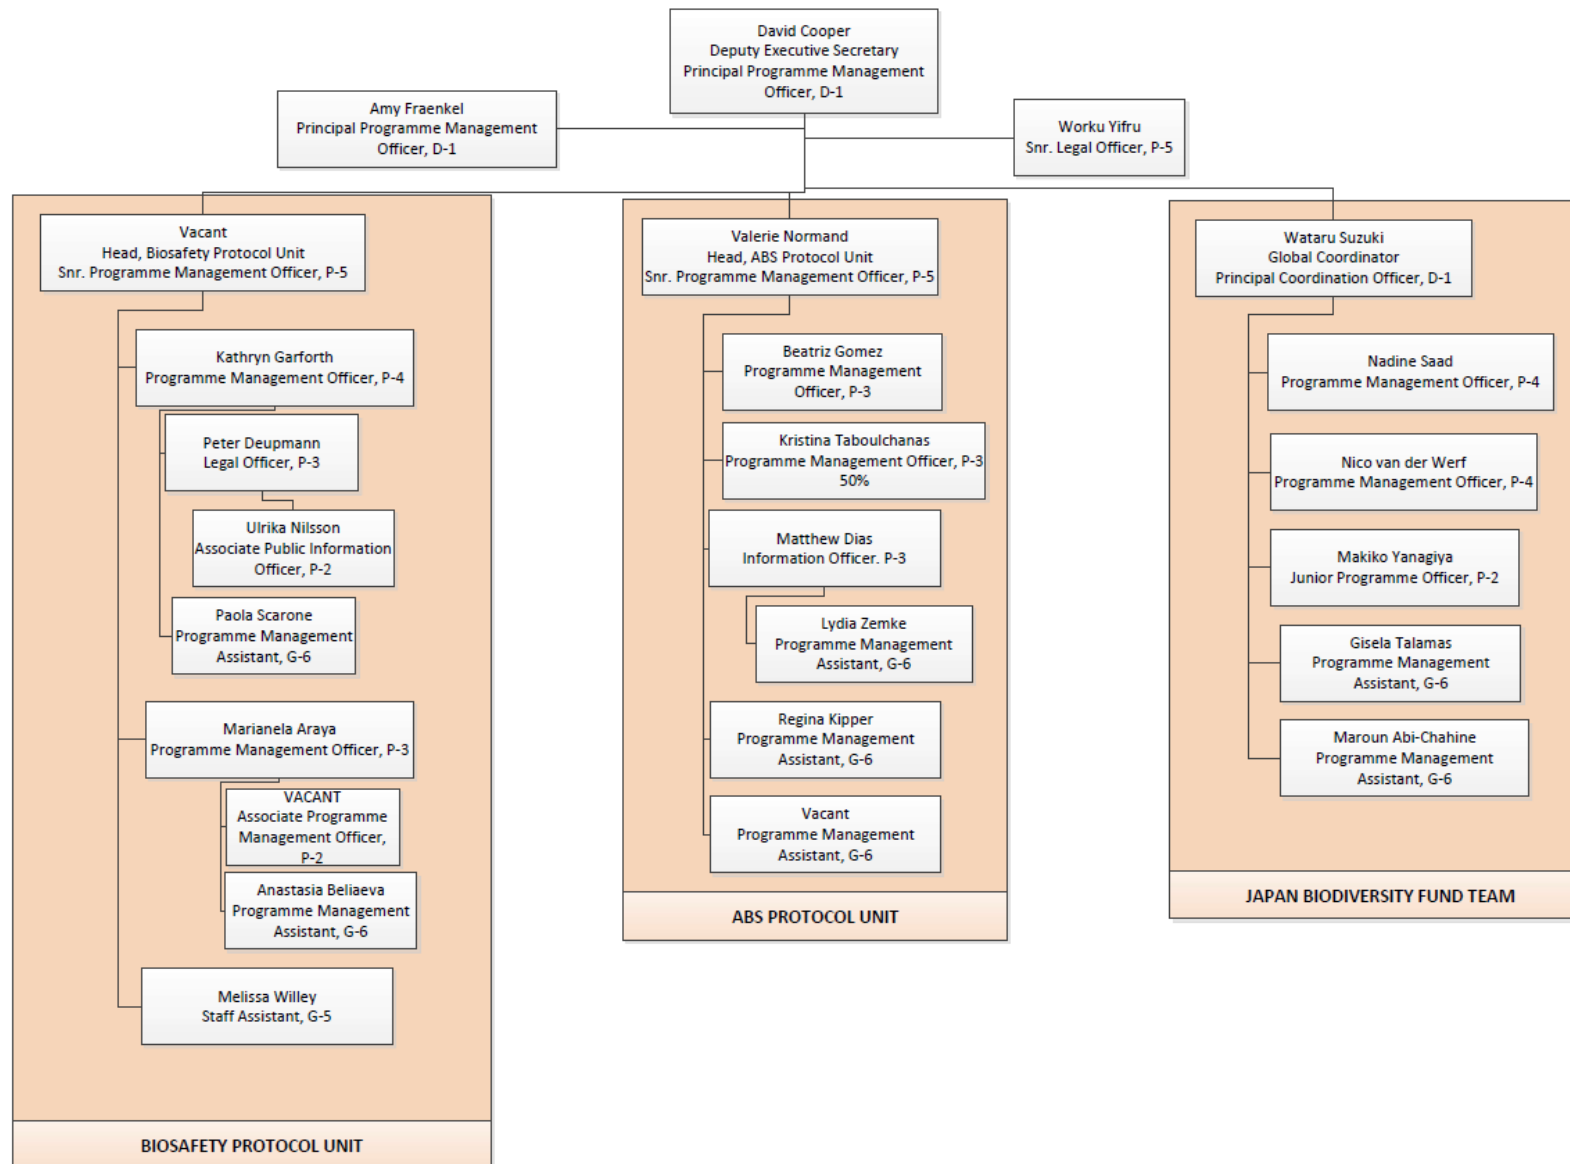 David Cooper
Deputy Executive Secretary
Principal Programme Management
Officer, D-1
Amy Fraenkel
Principal Programme Management
Officer, D-1
Worku Yifru
Snr. Legal Officer, P-5
Vacant
Head, Biosafety Protocol Unit
Snr. Programme Management Officer, P-5
Kathryn Garforth
Programme Management Officer, P-4
Peter Deupmann
Legal Officer, P-3
Ulrika Nilsson
Associate Public Information
Officer, P-2
Paola Scarone
Programme Management
Assistant, G-6
Marianela Araya
Programme Management Officer, P-3
VACANT
Associate Programme
Management Officer,
P-2
Anastasia Beliaeva
Programme Management
Assistant, G-6
Melissa Willey
Staff Assistant, G-5
BIOSAFETY PROTOCOL UNIT
Valerie Normand
Head, ABS Protocol Unit
Snr. Programme Management Officer, P-5
Beatriz Gomez
Programme Management
Officer, P-3
Kristina Taboulchanas
Programme Management Officer, P-3
50%
Matthew Dias
Information Officer. P-3
Lydia Zemke
Programme Management
Assistant, G-6
Regina Kipper
Programme Management
Assistant, G-6
Vacant
Programme Management
Assistant, G-6
ABS PROTOCOL UNIT
Wataru Suzuki
Global Coordinator
Principal Coordination Officer, D-1
Nadine Saad
Programme Management Officer, P-4
Nico van der Werf
Programme Management Officer, P-4
Makiko Yanagiya
Junior Programme Officer, P-2
Gisela Talamas
Programme Management
Assistant, G-6
Maroun Abi-Chahine
Programme Management
Assistant, G-6
JAPAN BIODIVERSITY FUND TEAM